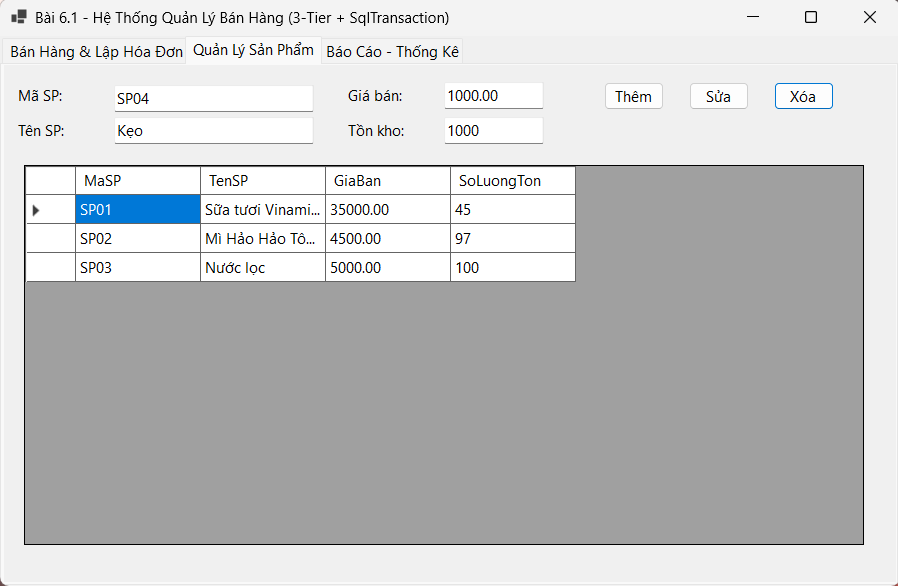 Bài 6.1 - Hệ Thống Quản Lý Bán Hàng (3-Tier + SqlTransaction)
Bán Hàng & Lập Hóa Đơn Quản Lý Sản Phẩm Báo Cáo - Thống Kê
Mã SP: SP04 Giá bán: 1000.00 Thêm Sửa Xóa
Tên SP: Kẹo Tồn kho: 1000
MaSP TenSP GiaBan SoLuongTon
SP01 Sữa tươi Vinami... 35000.00 45
SP02 Mì Hảo Hảo Tô... 4500.00 97
SP03 Nước lọc 5000.00 100